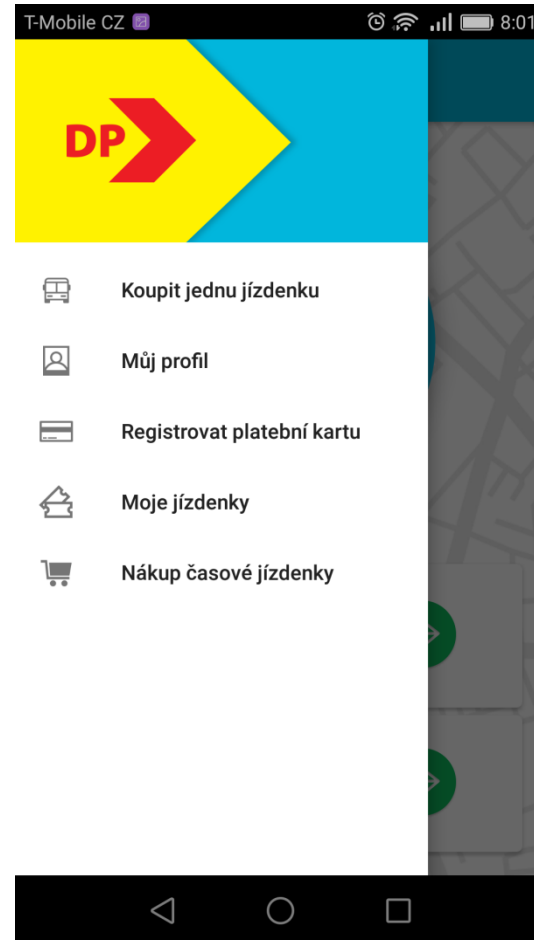 T-Mobile CZ 8:01
DP
Koupit jednu jízdenku
Můj profil
Registrovat platební kartu
Moje jízdenky
Nákup časové jízdenky